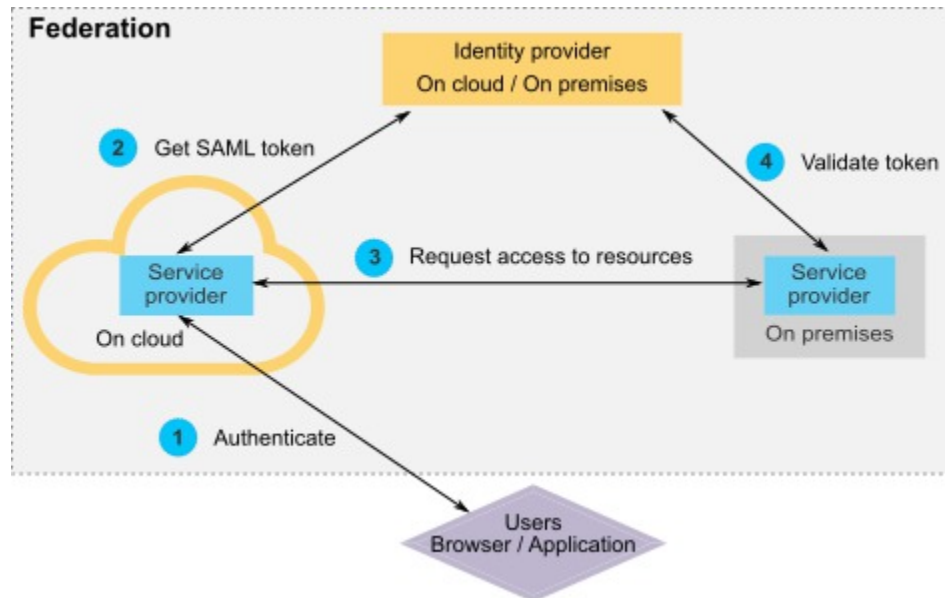 Federation
Identity provider
On cloud / On premises
2 Get SAML token
4 Validate token
3 Request access to resources
Service
provider
On cloud
Service
provider
On premises
1 Authenticate
Users
Browser / Application